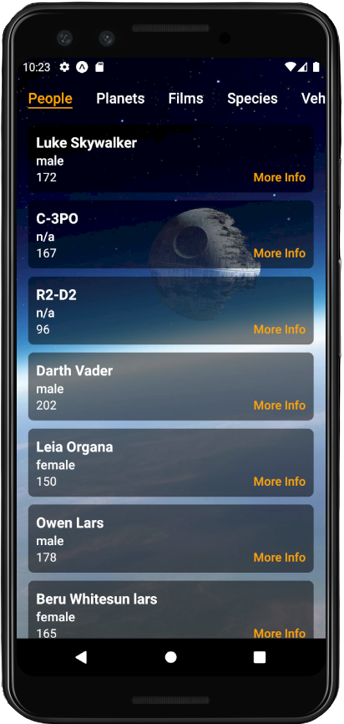 10:23
People Planets Films Species Veh
Luke Skywalker
male
172
More Info
C-3PO
n/a
167
More Info
R2-D2
n/a
96
More Info
Darth Vader
male
202
More Info
Leia Organa
female
150
More Info
Owen Lars
male
178
More Info
Beru Whitesun lars
female
165
More Info